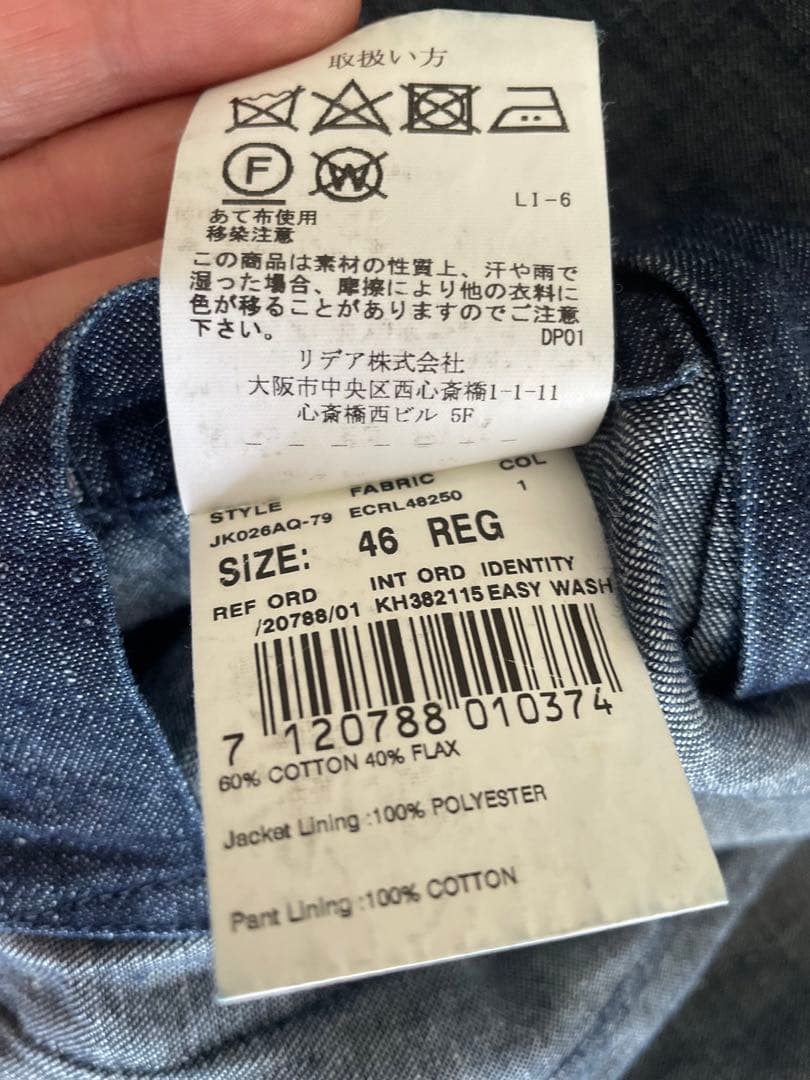 取扱い方
F W
LI-6
あて布使用
移染注意
この商品は素材の性質上、汗や雨で
湿った場合、摩擦により他の衣料に
色が移ることがありますのでご注意
下さい。
DP01
リデア株式会社
大阪市中央区西心斎橋1-1-11
心斎橋西ビル 5F
STYLE FABRIC COL
JK026AQ-79 ECRL48250 1
SIZE: 46 REG
REF ORD INT ORD IDENTITY
/20788/01 KH382115 EASY WASH
7 120788 010374
60% COTTON 40% FLAX
Jacket Lining :100% POLYESTER
Pant Lining :100% COTTON